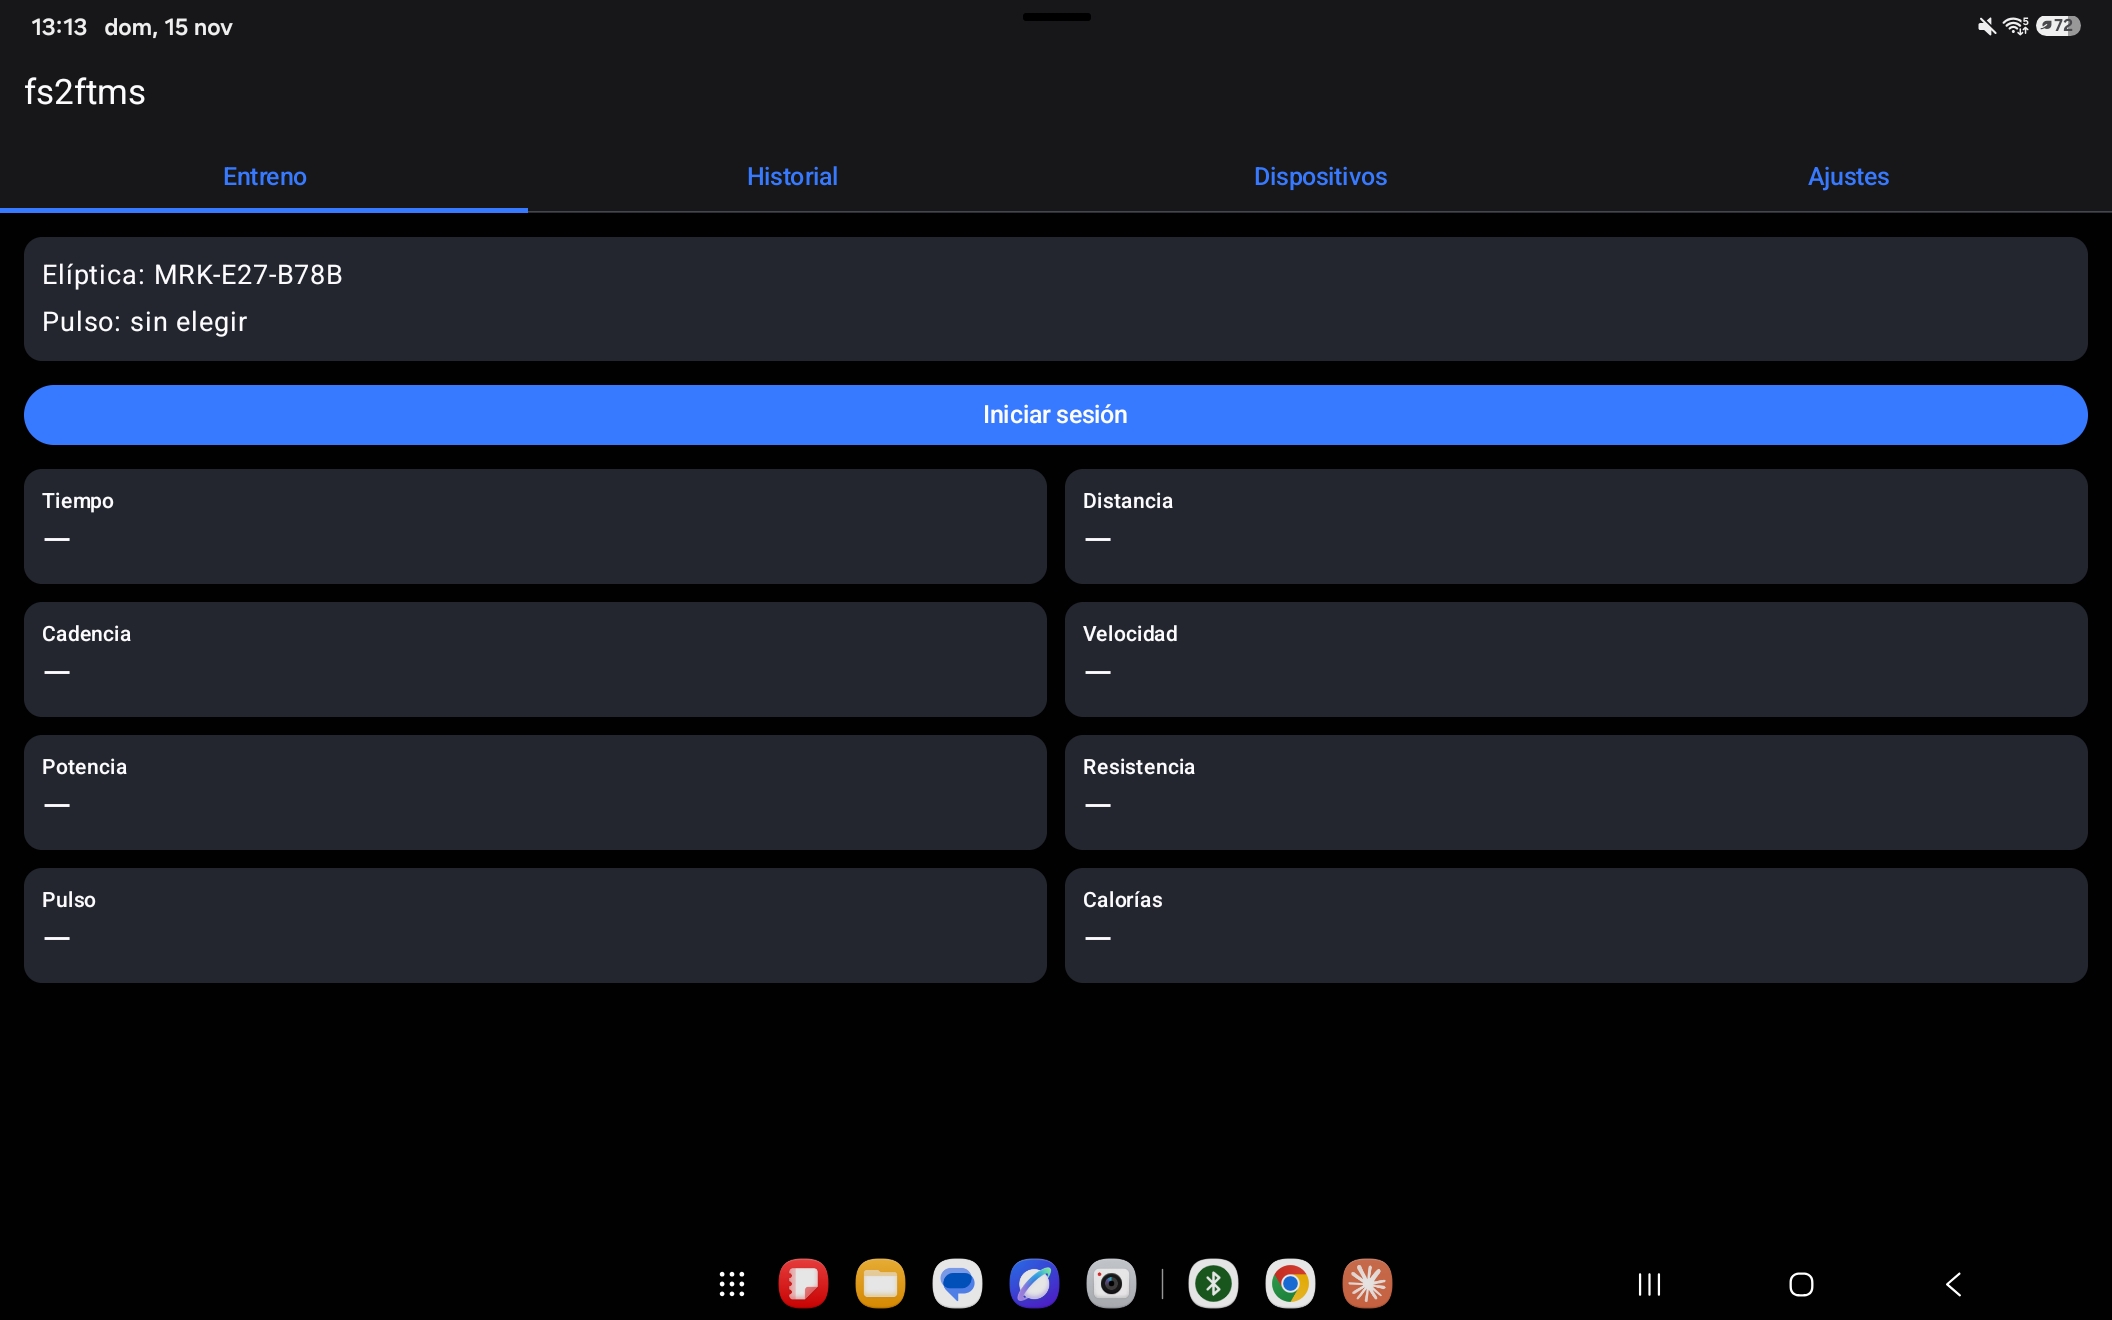 13:13 dom, 15 nov
72
fs2ftms
Entreno
Historial
Dispositivos
Ajustes
Elíptica: MRK-E27-B78B
Pulso: sin elegir
Iniciar sesión
Tiempo
—
Distancia
—
Cadencia
—
Velocidad
—
Potencia
—
Resistencia
—
Pulso
—
Calorías
—